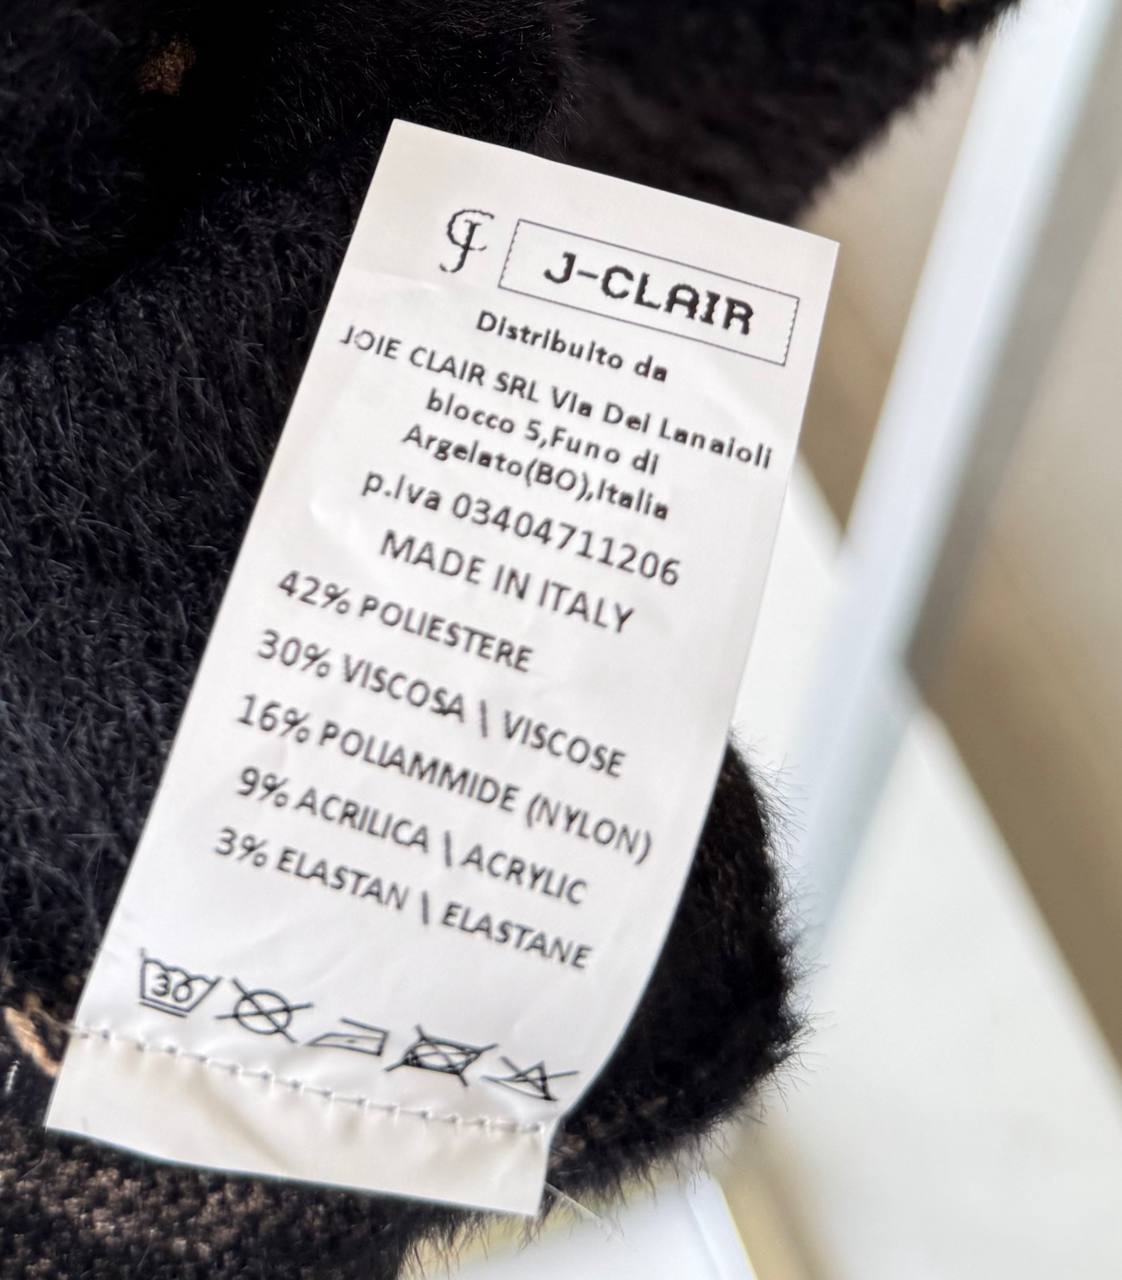 J-CLAIR
Distribuito da
JOIE CLAIR SRL Via Dei Lanaioli
blocco 5,Funo di
Argelato(BO),Italia
p.Iva 03404711206
MADE IN ITALY
42% POLIESTERE
30% VISCOSA \ VISCOSE
16% POLIAMMIDE (NYLON)
9% ACRILICA \ ACRYLIC
3% ELASTAN \ ELASTANE
30